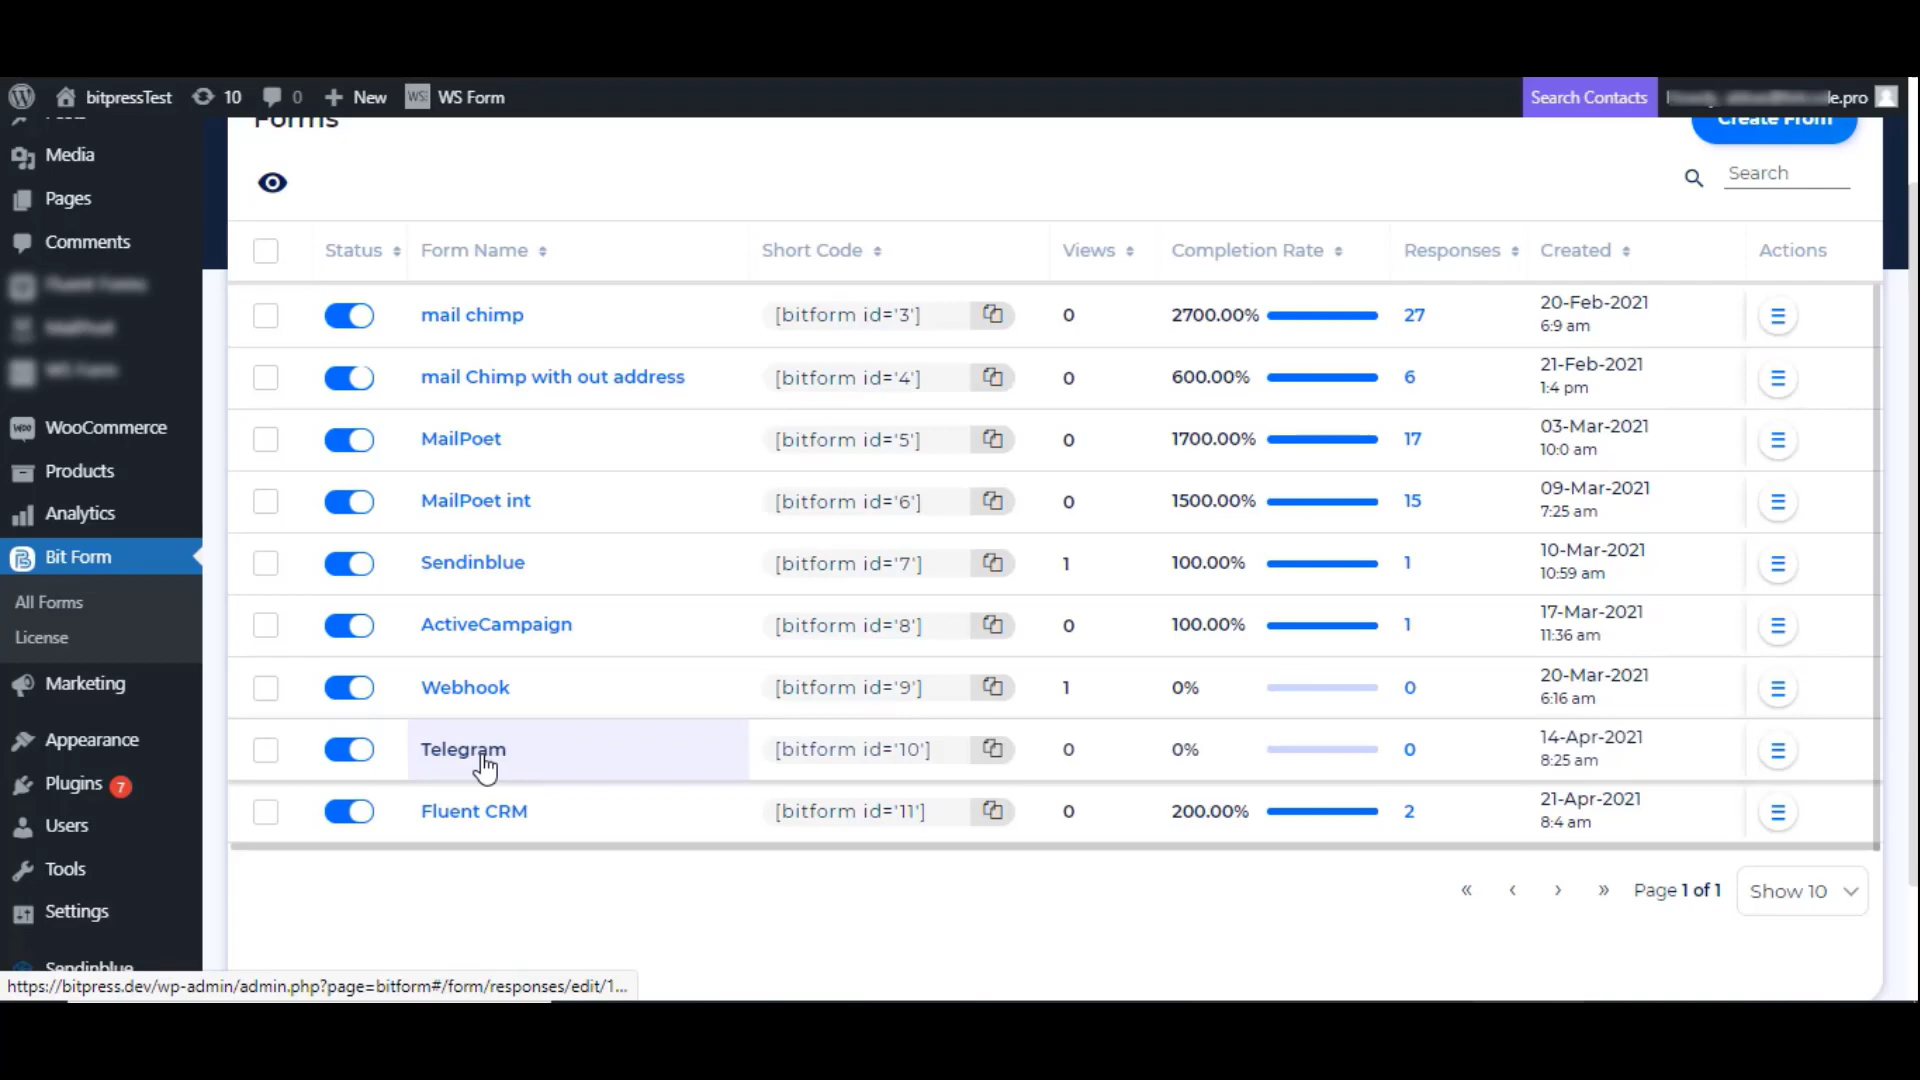 bitpressTest 10 0 New WS Form Search Contacts le.pro
Forms Create From
Search
Media
Pages
Comments
Fluent Forms
MailPoet
WS Form
WooCommerce
Products
Analytics
Bit Form
All Forms
License
Marketing
Appearance
Plugins 7
Users
Tools
Settings
Sendinblue
Status Form Name Short Code Views Completion Rate Responses Created Actions
mail chimp [bitform id='3'] 0 2700.00% 27 20-Feb-2021
6:9 am
mail Chimp with out address [bitform id='4'] 0 600.00% 6 21-Feb-2021
1:4 pm
MailPoet [bitform id='5'] 0 1700.00% 17 03-Mar-2021
10:0 am
MailPoet int [bitform id='6'] 0 1500.00% 15 09-Mar-2021
7:25 am
Sendinblue [bitform id='7'] 1 100.00% 1 10-Mar-2021
10:59 am
ActiveCampaign [bitform id='8'] 0 100.00% 1 17-Mar-2021
11:36 am
Webhook [bitform id='9'] 1 0% 0 20-Mar-2021
6:16 am
Telegram [bitform id='10'] 0 0% 0 14-Apr-2021
8:25 am
Fluent CRM [bitform id='11'] 0 200.00% 2 21-Apr-2021
8:4 am
« ‹ › » Page 1 of 1 Show 10
https://bitpress.dev/wp-admin/admin.php?page=bitform#/form/responses/edit/1...